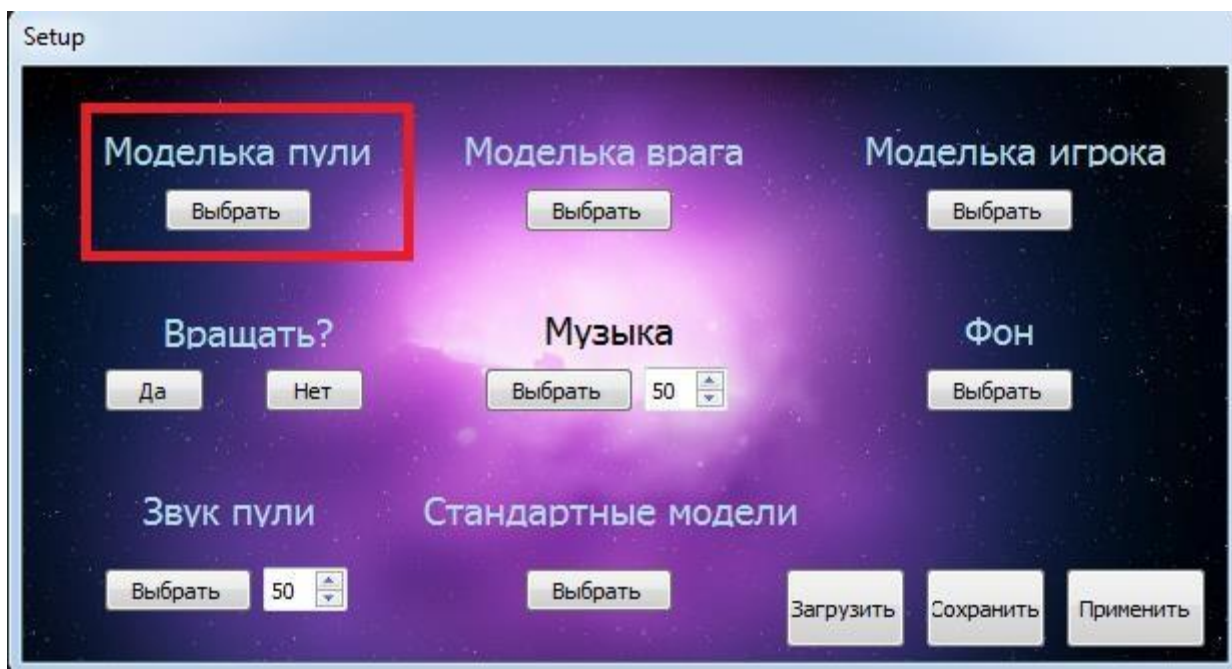 Setup
Моделька пули Моделька врага Моделька игрока
Выбрать Выбрать Выбрать
Вращать? Музыка Фон
Да Нет Выбрать 50 Выбрать
Звук пули Стандартные модели
Выбрать 50 Выбрать Загрузить Сохранить Применить